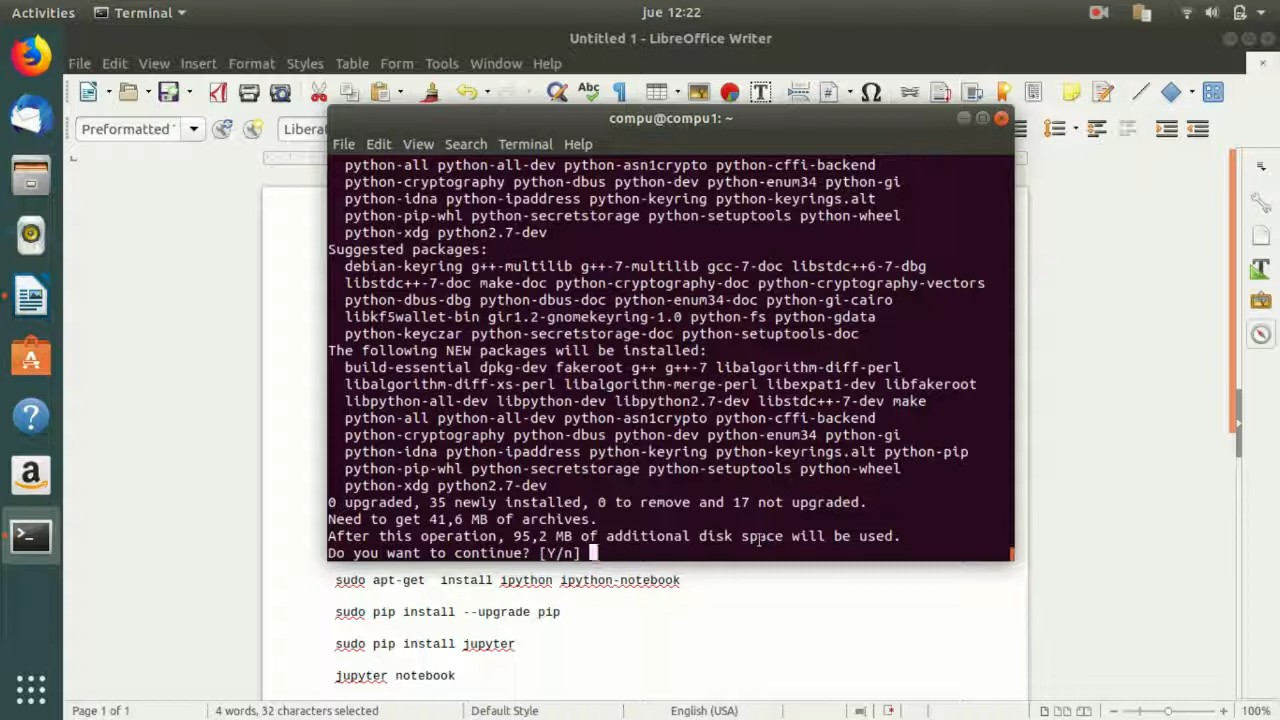 Activities Terminal jue 12:22
Untitled 1 - LibreOffice Writer
File Edit View Insert Format Styles Table Form Tools Window Help
Abc
Preformatted Libera
compu@compu1: ~
File Edit View Search Terminal Help
python-all python-all-dev python-asn1crypto python-cffi-backend
python-cryptography python-dbus python-dev python-enum34 python-gi
python-idna python-ipaddress python-keyring python-keyrings.alt
python-pip-whl python-secretstorage python-setuptools python-wheel
python-xdg python2.7-dev
Suggested packages:
debian-keyring g++-multilib g++-7-multilib gcc-7-doc libstdc++6-7-dbg
libstdc++-7-doc make-doc python-cryptography-doc python-cryptography-vectors
python-dbus-dbg python-dbus-doc python-enum34-doc python-gi-cairo
libkf5wallet-bin gir1.2-gnomekeyring-1.0 python-fs python-gdata
python-keyczar python-secretstorage-doc python-setuptools-doc
The following NEW packages will be installed:
build-essential dpkg-dev fakeroot g++ g++-7 libalgorithm-diff-perl
libalgorithm-diff-xs-perl libalgorithm-merge-perl libexpat1-dev libfakeroot
libpython-all-dev libpython-dev libpython2.7-dev libstdc++-7-dev make
python-all python-all-dev python-asn1crypto python-cffi-backend
python-cryptography python-dbus python-dev python-enum34 python-gi
python-idna python-ipaddress python-keyring python-keyrings.alt python-pip
python-pip-whl python-secretstorage python-setuptools python-wheel
python-xdg python2.7-dev
0 upgraded, 35 newly installed, 0 to remove and 17 not upgraded.
Need to get 41,6 MB of archives.
After this operation, 95,2 MB of additional disk space will be used.
Do you want to continue? [Y/n]
sudo apt-get  install ipython ipython-notebook
sudo pip install --upgrade pip
sudo pip install jupyter
jupyter notebook
Page 1 of 1 4 words, 32 characters selected Default Style English (USA) 100%